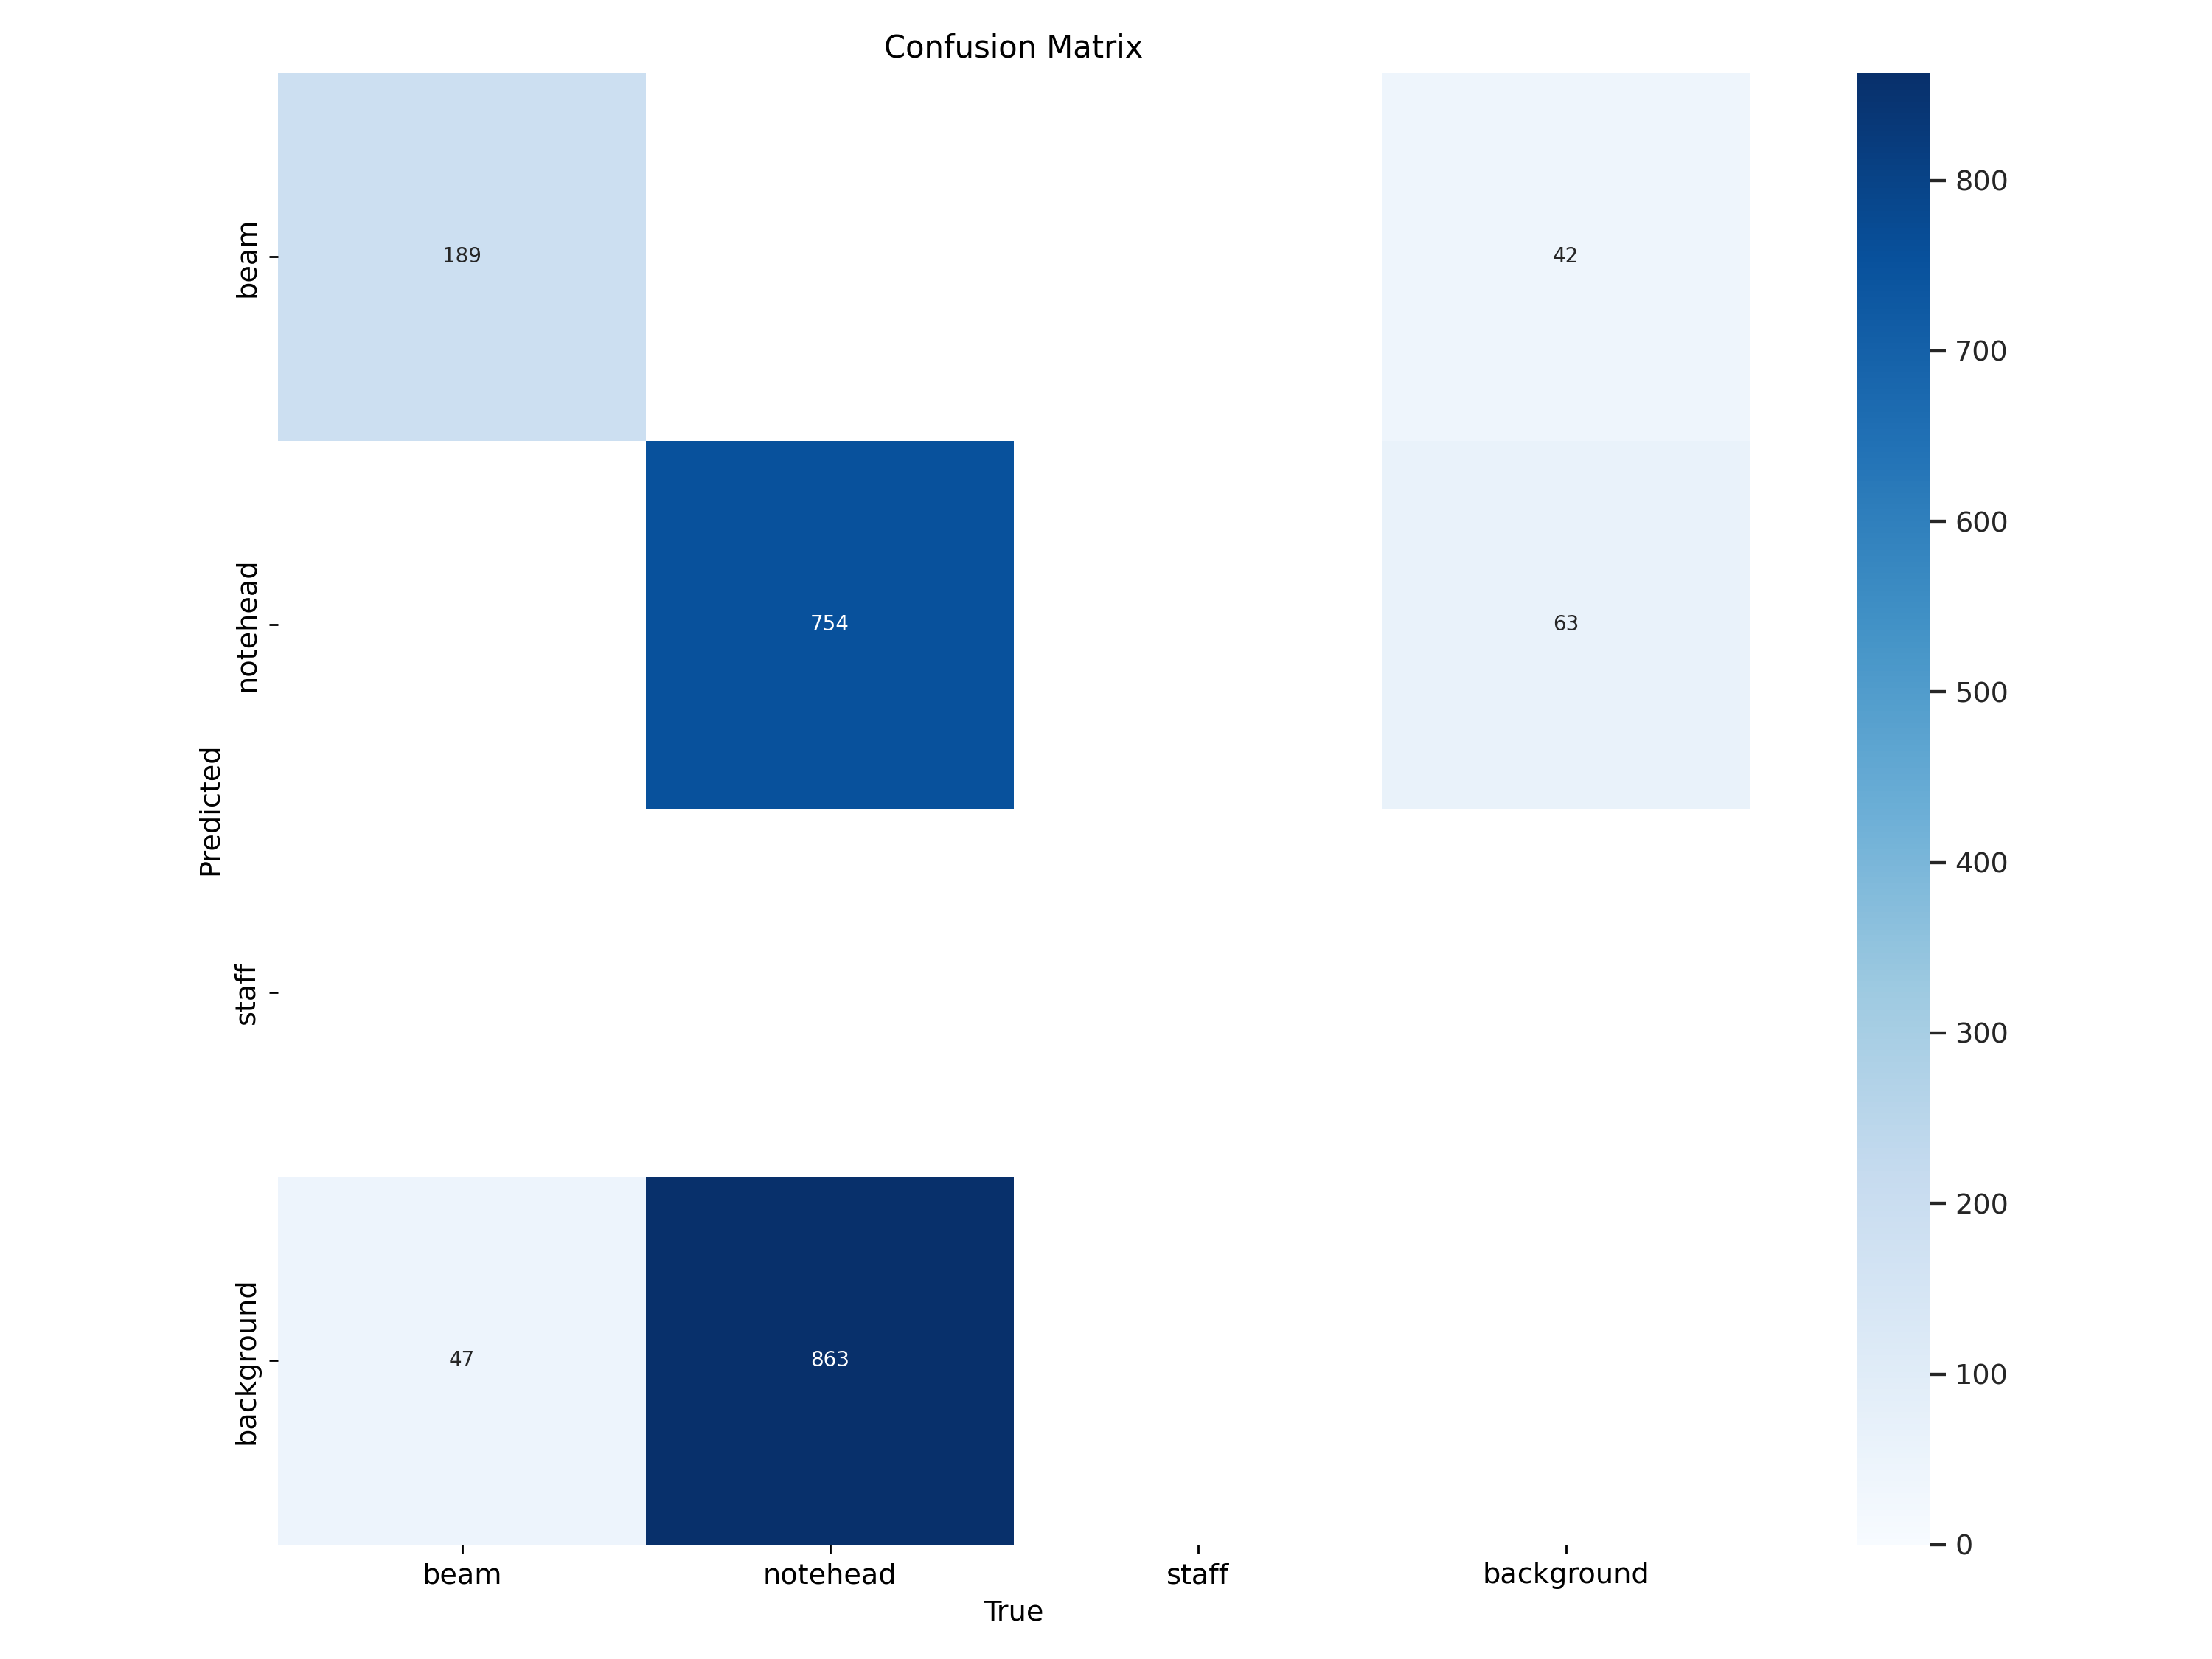 Confusion Matrix
beam
189
42
800
700
notehead
754
63
600
500
Predicted
400
staff
300
200
background
47
863
100
0
beam
notehead
staff
background
True